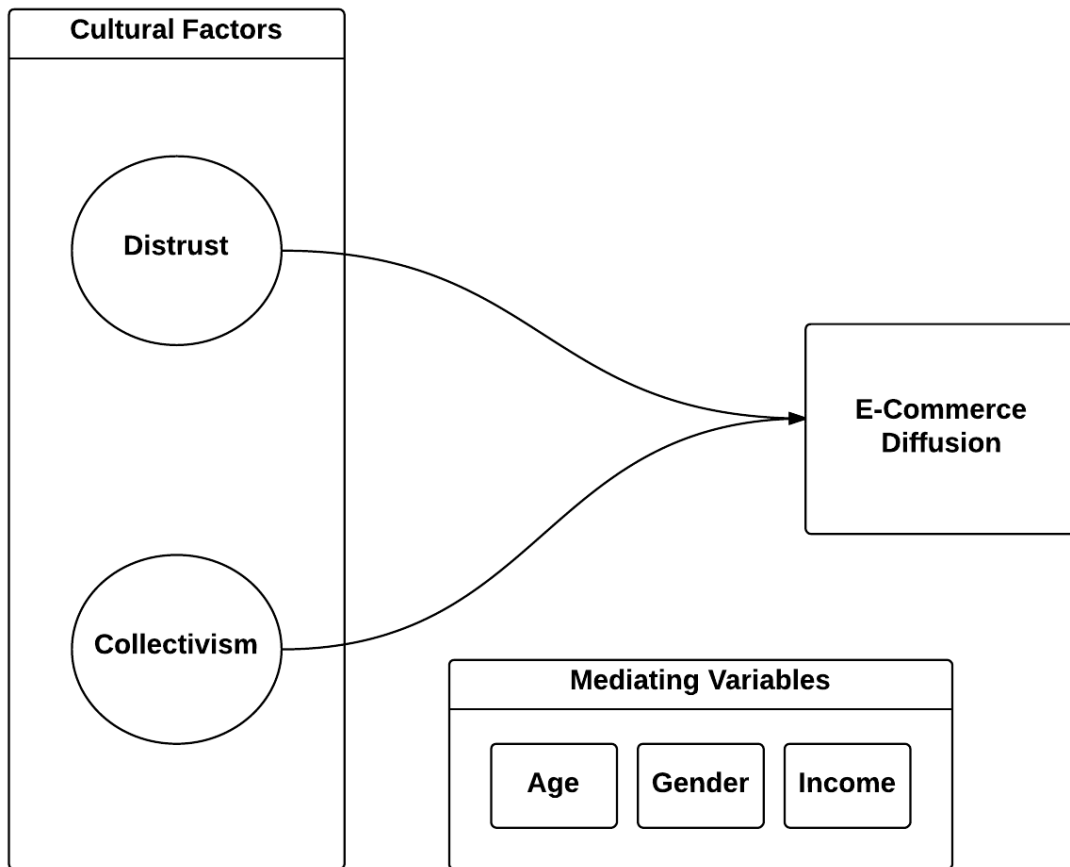 Cultural Factors
Distrust
E-Commerce
Diffusion
Collectivism
Mediating Variables
Age
Gender
Income